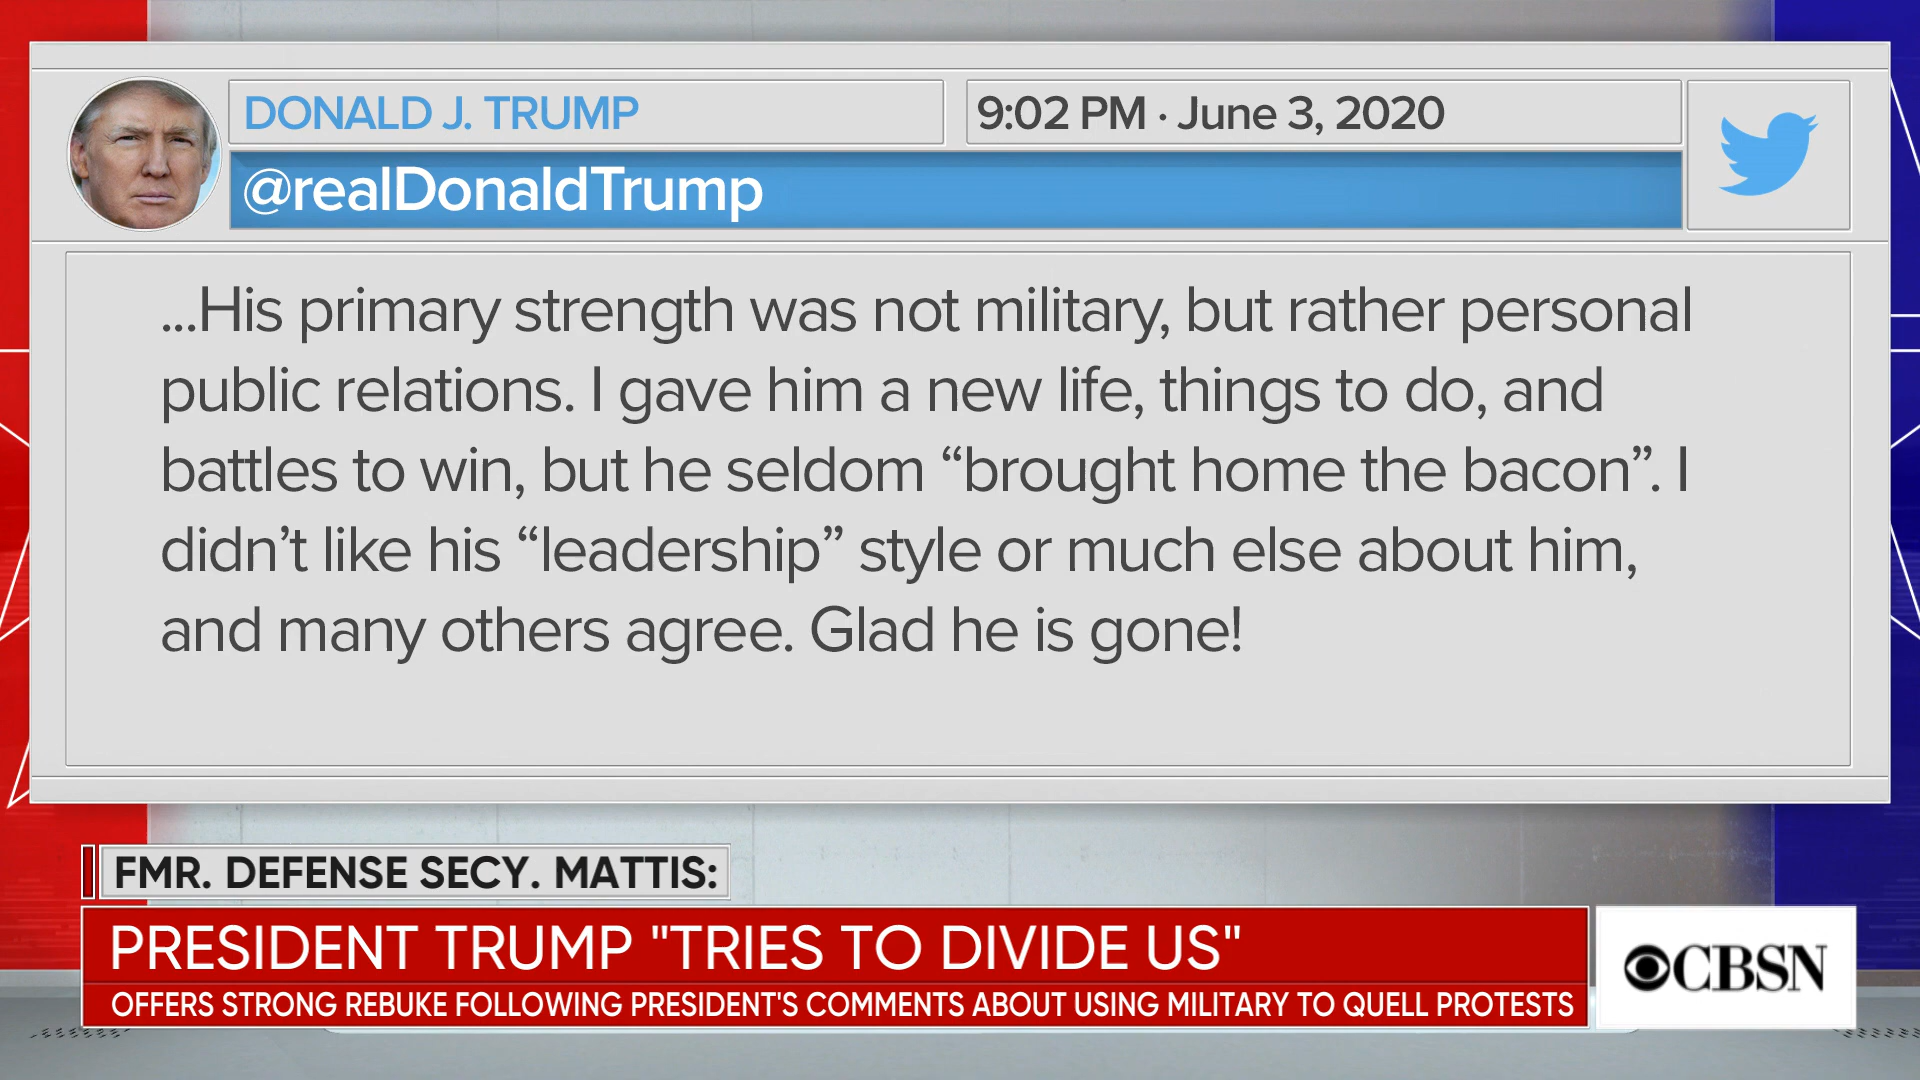 DONALD J. TRUMP
9:02 PM · June 3, 2020
@realDonaldTrump
...His primary strength was not military, but rather personal
public relations. I gave him a new life, things to do, and
battles to win, but he seldom “brought home the bacon”. I
didn’t like his “leadership” style or much else about him,
and many others agree. Glad he is gone!
FMR. DEFENSE SECY. MATTIS:
PRESIDENT TRUMP "TRIES TO DIVIDE US"
OFFERS STRONG REBUKE FOLLOWING PRESIDENT'S COMMENTS ABOUT USING MILITARY TO QUELL PROTESTS
CBSN